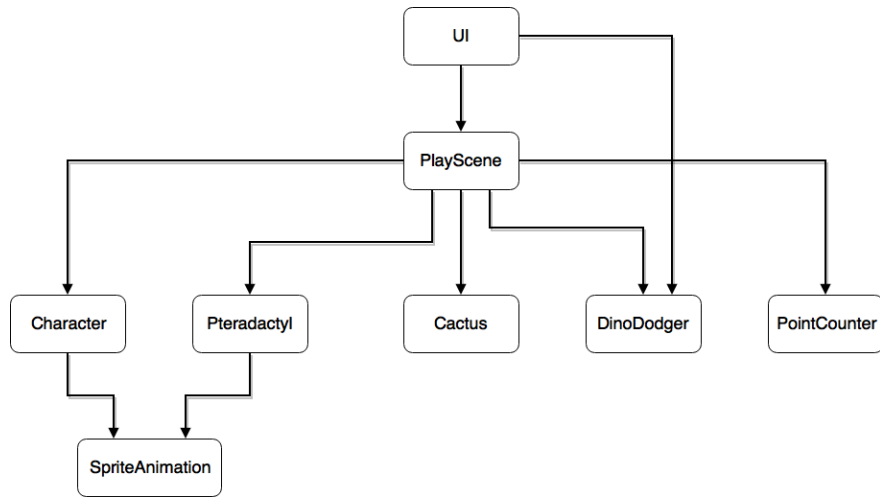 UI
PlayScene
Character
Pteradactyl
Cactus
DinoDodger
PointCounter
SpriteAnimation